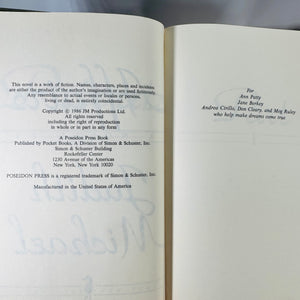 This novel is a work of fiction. Names, characters, places and incidents
are either the product of the author's imagination or are used fictitiously.
Any resemblance to actual events or locales or persons,
living or dead, is entirely coincidental.
Copyright © 1986 JM Productions Ltd.
All rights reserved
including the right of reproduction
in whole or in part in any form
A Poseidon Press Book
Published by Pocket Books, A Division of Simon & Schuster, Inc.
Simon & Schuster Building
Rockefeller Center
1230 Avenue of the Americas
New York, New York 10020
POSEIDON PRESS is a registered trademark of Simon & Schuster, Inc.
Manufactured in the United States of America
Judith
Michael
For
Ann Patty
Jane Berkey
Andrea Cirillo, Don Cleary, and Meg Ruley
who help make dreams come true